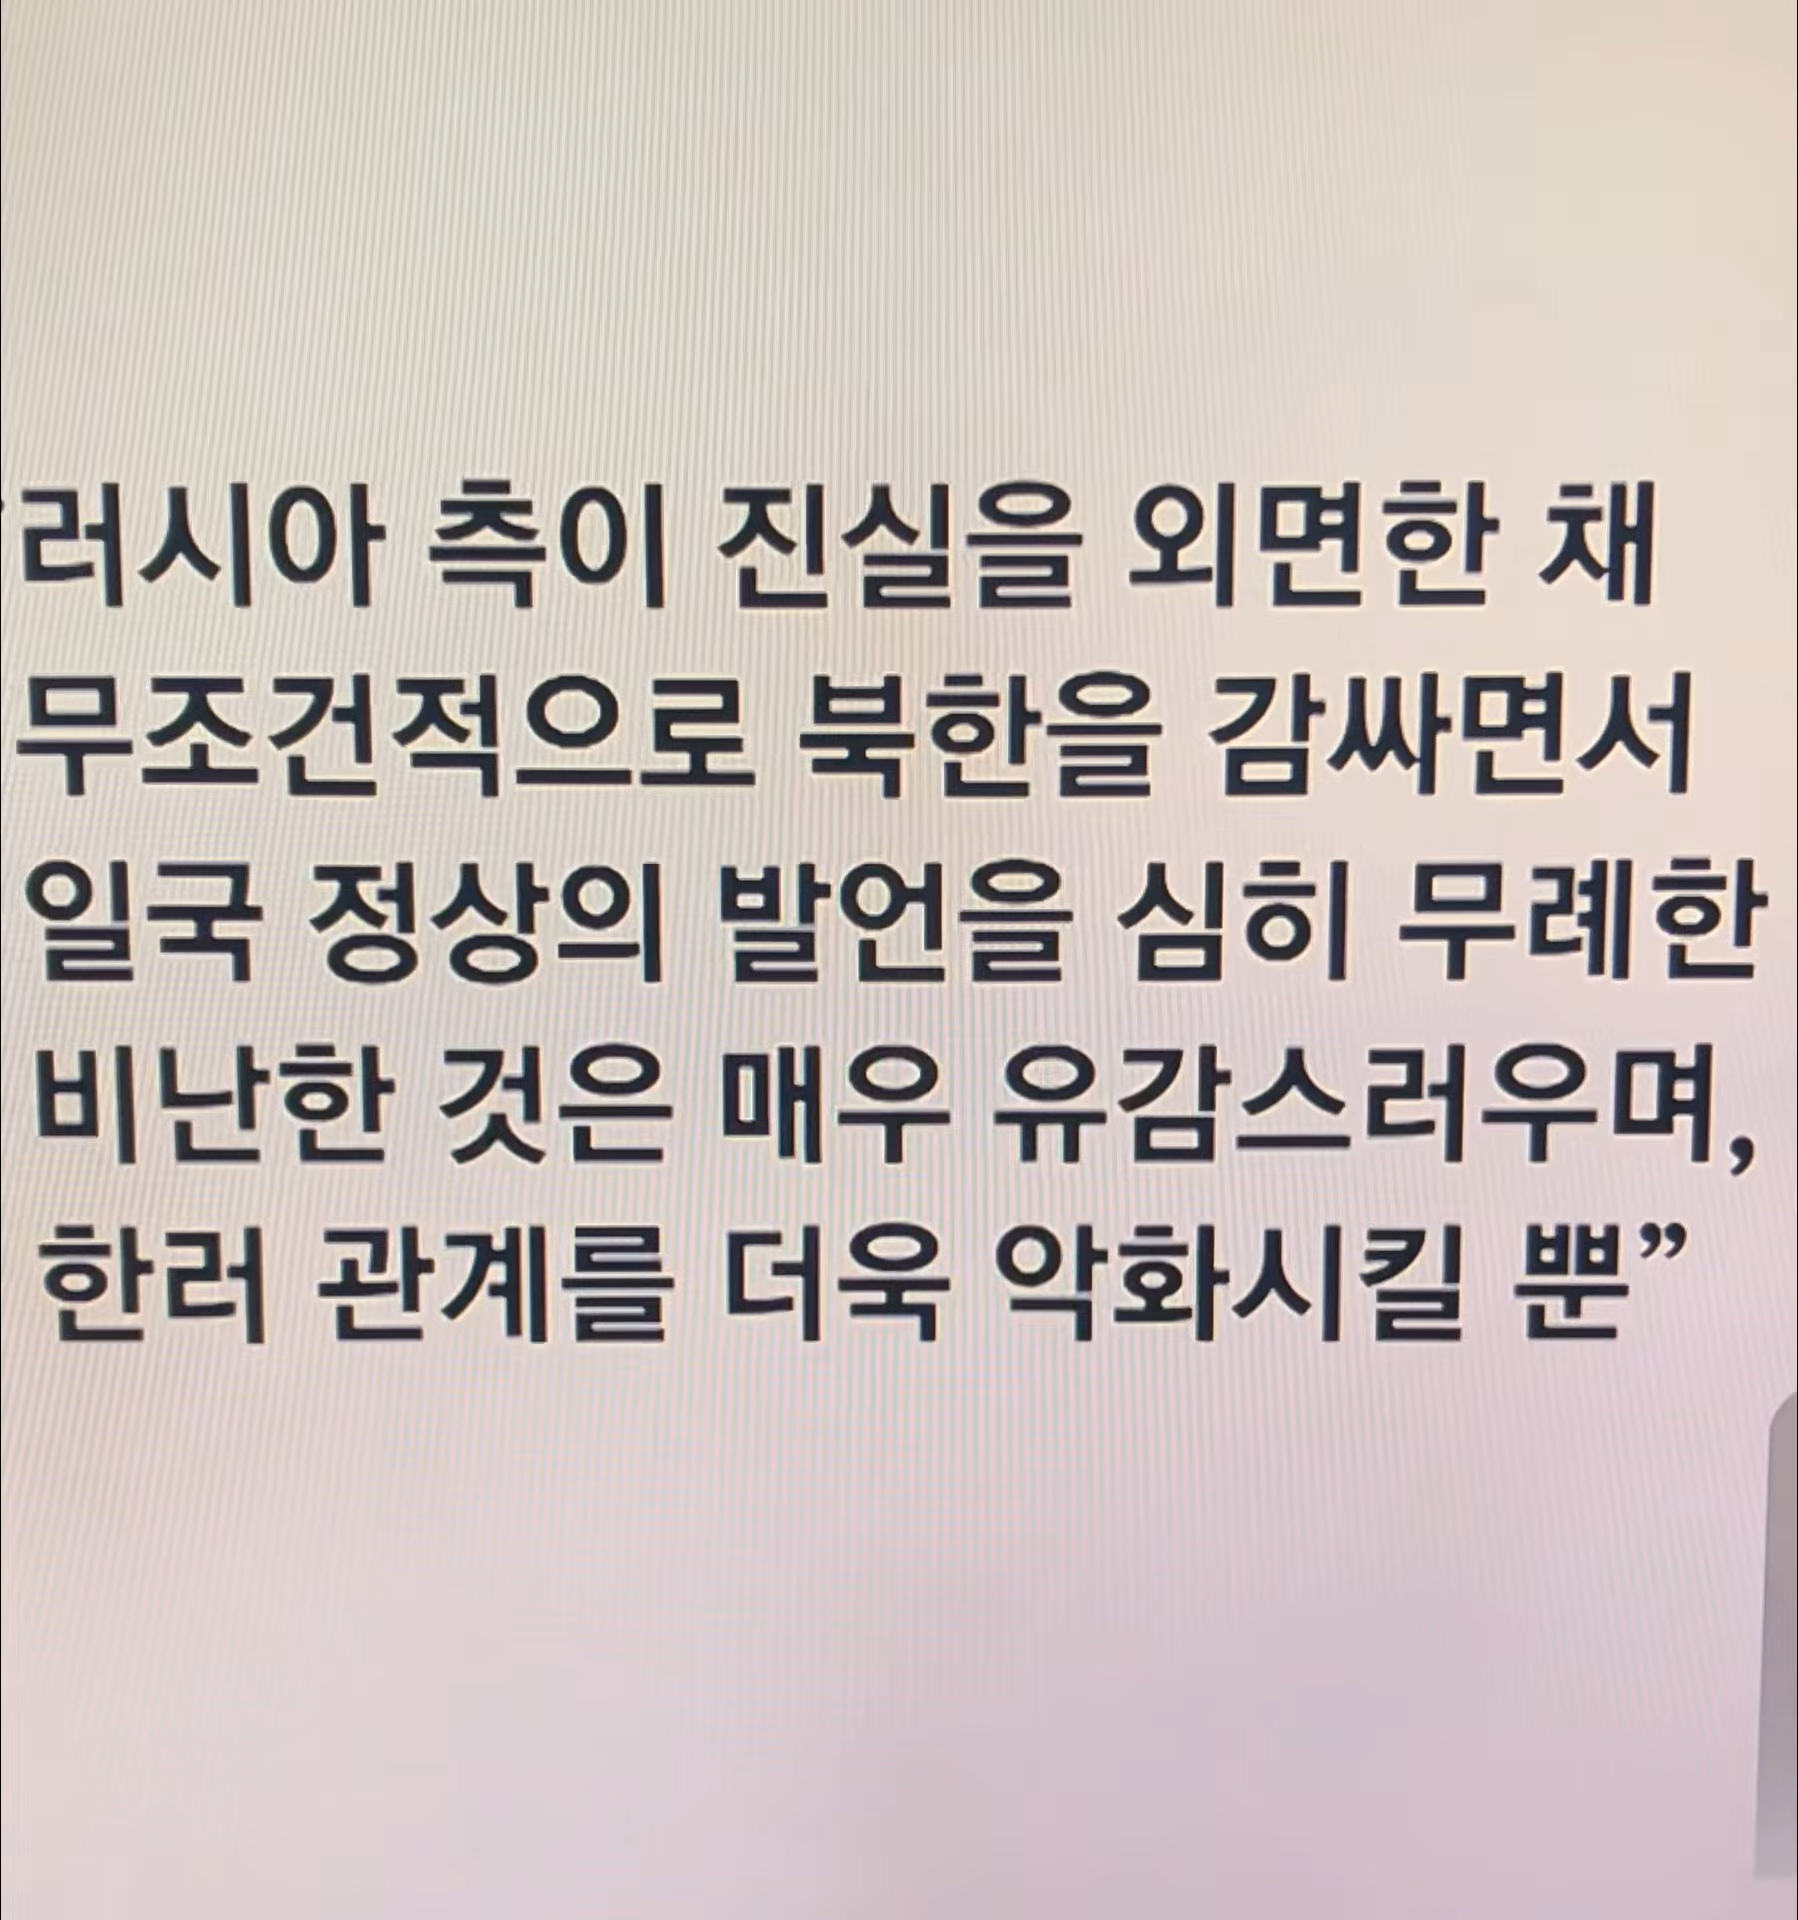 러시아 측이 진실을 외면한 채
무조건적으로 북한을 감싸면서
일국 정상의 발언을 심히 무례한
비난한 것은 매우 유감스러우며,
한러 관계를 더욱 악화시킬 뿐”